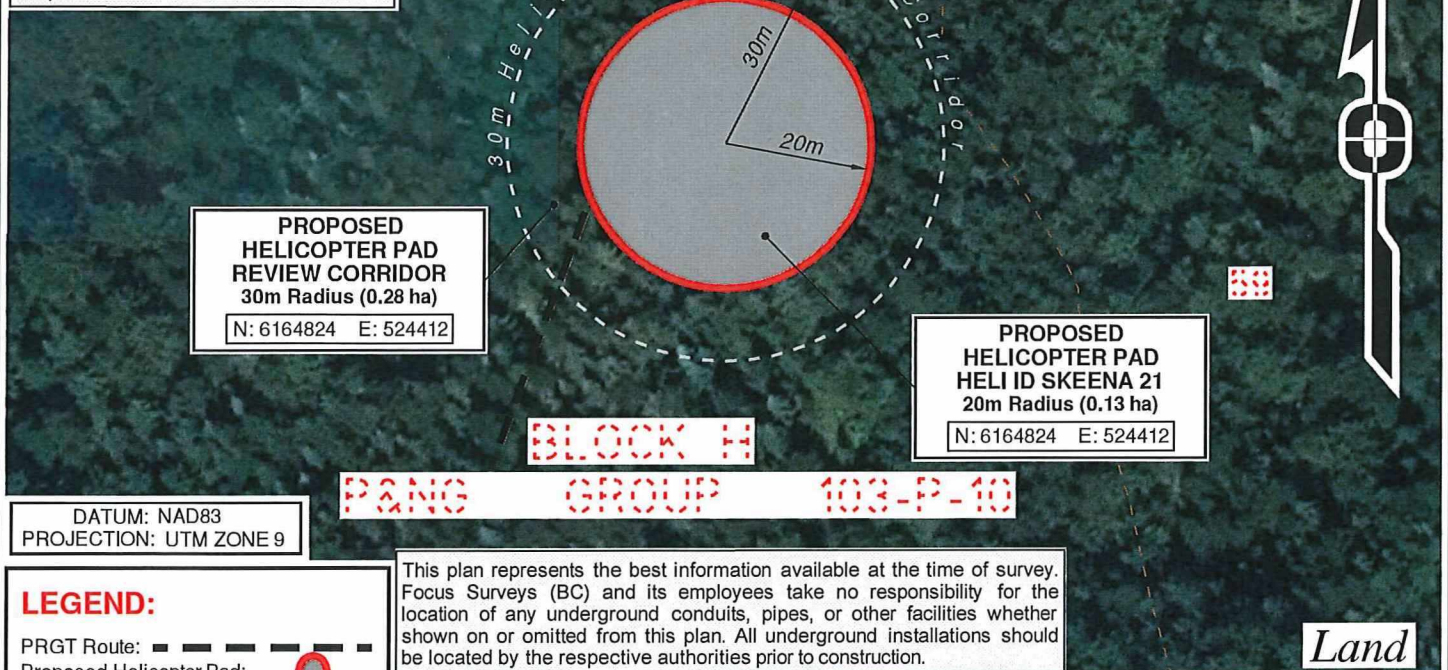 30m Heli
Corridor
30m
20m
PROPOSED
HELICOPTER PAD
REVIEW CORRIDOR
30m Radius (0.28 ha)
N: 6164824 E: 524412
59
PROPOSED
HELICOPTER PAD
HELI ID SKEENA 21
20m Radius (0.13 ha)
N: 6164824 E: 524412
BLOCK H
P&NG GROUP 103-P-10
DATUM: NAD83
PROJECTION: UTM ZONE 9
LEGEND:
PRGT Route:
Proposed Helicopter Pad:
This plan represents the best information available at the time of survey.
Focus Surveys (BC) and its employees take no responsibility for the
location of any underground conduits, pipes, or other facilities whether
shown on or omitted from this plan. All underground installations should
be located by the respective authorities prior to construction.
Land